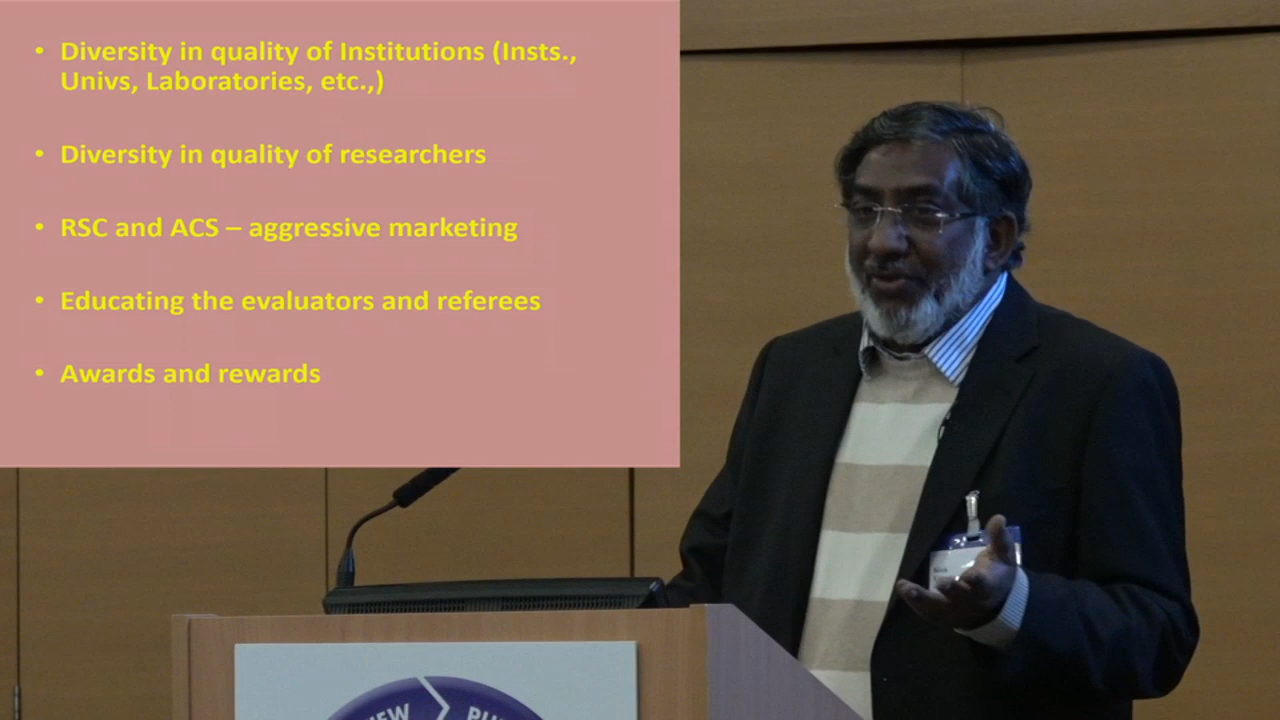 • Diversity in quality of Institutions (Insts.,
Univs, Laboratories, etc.,)
• Diversity in quality of researchers
• RSC and ACS – aggressive marketing
• Educating the evaluators and referees
• Awards and rewards